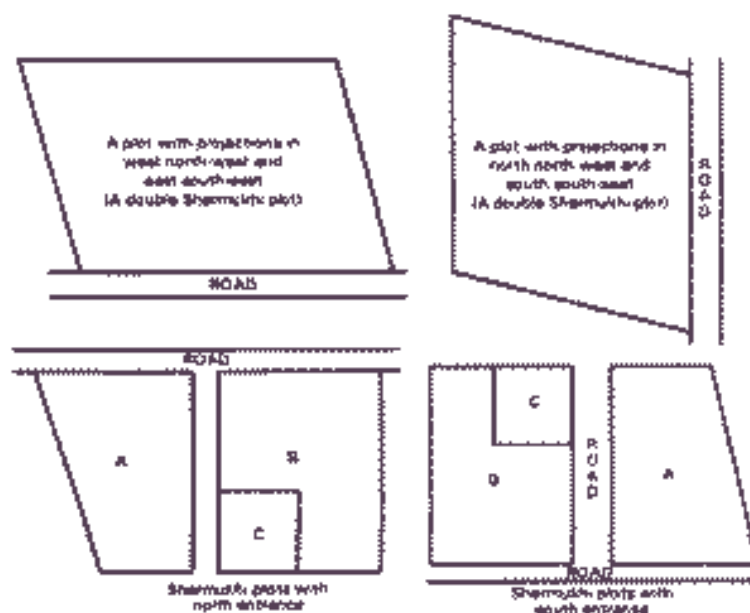 A plot with projections in
west north-west and
east south-east
(A double Shermukhi plot)
ROAD
A plot with projections in
north north west and
south south east
(A double Shermukhi plot)
ROAD
ROAD
A
B
C
Shermukhi plots with
north entrance
C
B
ROAD
A
ROAD
Shermukhi plots with
south entrance